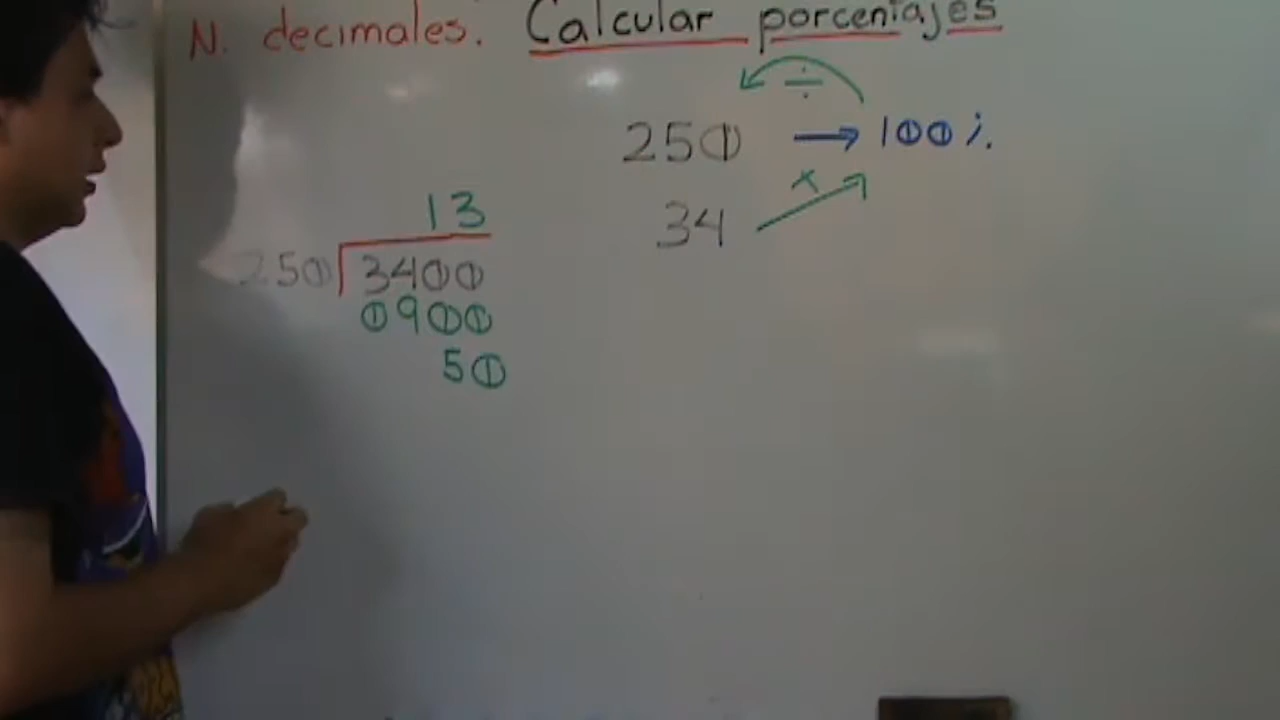 N. decimales. Calcular porcentajes
÷
250 → 100%
x
34
13
250 3400
0900
50